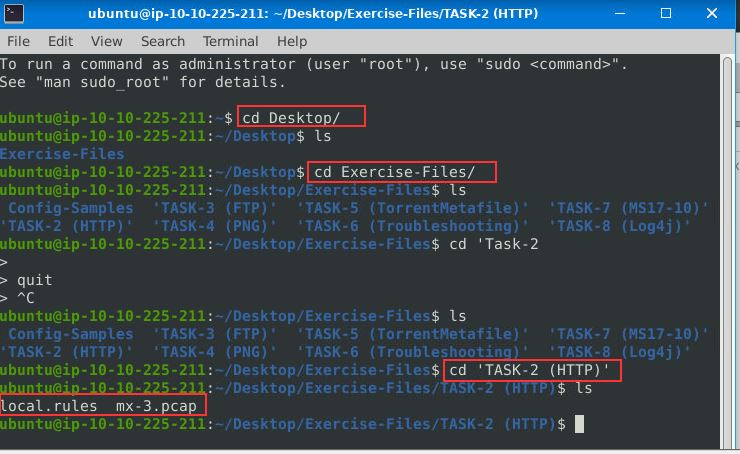 ubuntu@ip-10-10-225-211: ~/Desktop/Exercise-Files/TASK-2 (HTTP)
File Edit View Search Terminal Help
To run a command as administrator (user "root"), use "sudo <command>".
See "man sudo_root" for details.
ubuntu@ip-10-10-225-211:~$ cd Desktop/
ubuntu@ip-10-10-225-211:~/Desktop$ ls
Exercise-Files
ubuntu@ip-10-10-225-211:~/Desktop$ cd Exercise-Files/
ubuntu@ip-10-10-225-211:~/Desktop/Exercise-Files$ ls
Config-Samples 'TASK-3 (FTP)' 'TASK-5 (TorrentMetafile)' 'TASK-7 (MS17-10)'
'TASK-2 (HTTP)' 'TASK-4 (PNG)' 'TASK-6 (Troubleshooting)' 'TASK-8 (Log4j)'
ubuntu@ip-10-10-225-211:~/Desktop/Exercise-Files$ cd 'Task-2
>
> quit
> ^C
ubuntu@ip-10-10-225-211:~/Desktop/Exercise-Files$ ls
Config-Samples 'TASK-3 (FTP)' 'TASK-5 (TorrentMetafile)' 'TASK-7 (MS17-10)'
'TASK-2 (HTTP)' 'TASK-4 (PNG)' 'TASK-6 (Troubleshooting)' 'TASK-8 (Log4j)'
ubuntu@ip-10-10-225-211:~/Desktop/Exercise-Files$ cd 'TASK-2 (HTTP)'
ubuntu@ip-10-10-225-211:~/Desktop/Exercise-Files/TASK-2 (HTTP)$ ls
local.rules mx-3.pcap
ubuntu@ip-10-10-225-211:~/Desktop/Exercise-Files/TASK-2 (HTTP)$